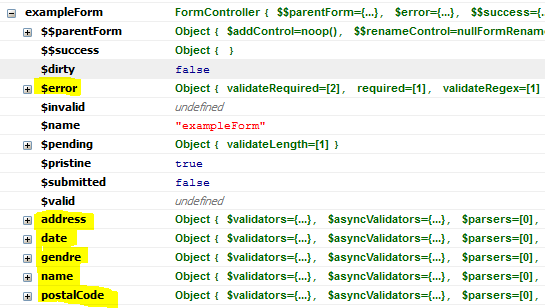 exampleForm FormController { $$parentForm={...}, $error={...}, $$success={...
$$parentForm Object { $addControl=noop(), $$renameControl=nullFormRenam
$$success Object { }
$dirty false
$error Object { validateRequired=[2], required=[1], validateRegex=[1]
$invalid undefined
$name "exampleForm"
$pending Object { validateLength=[1] }
$pristine true
$submitted false
$valid undefined
address Object { $validators={...}, $asyncValidators={...}, $parsers=[0],
date Object { $validators={...}, $asyncValidators={...}, $parsers=[0],
gendre Object { $validators={...}, $asyncValidators={...}, $parsers=[0],
name Object { $validators={...}, $asyncValidators={...}, $parsers=[0],
postalCode Object { $validators={...}, $asyncValidators={...}, $parsers=[0],